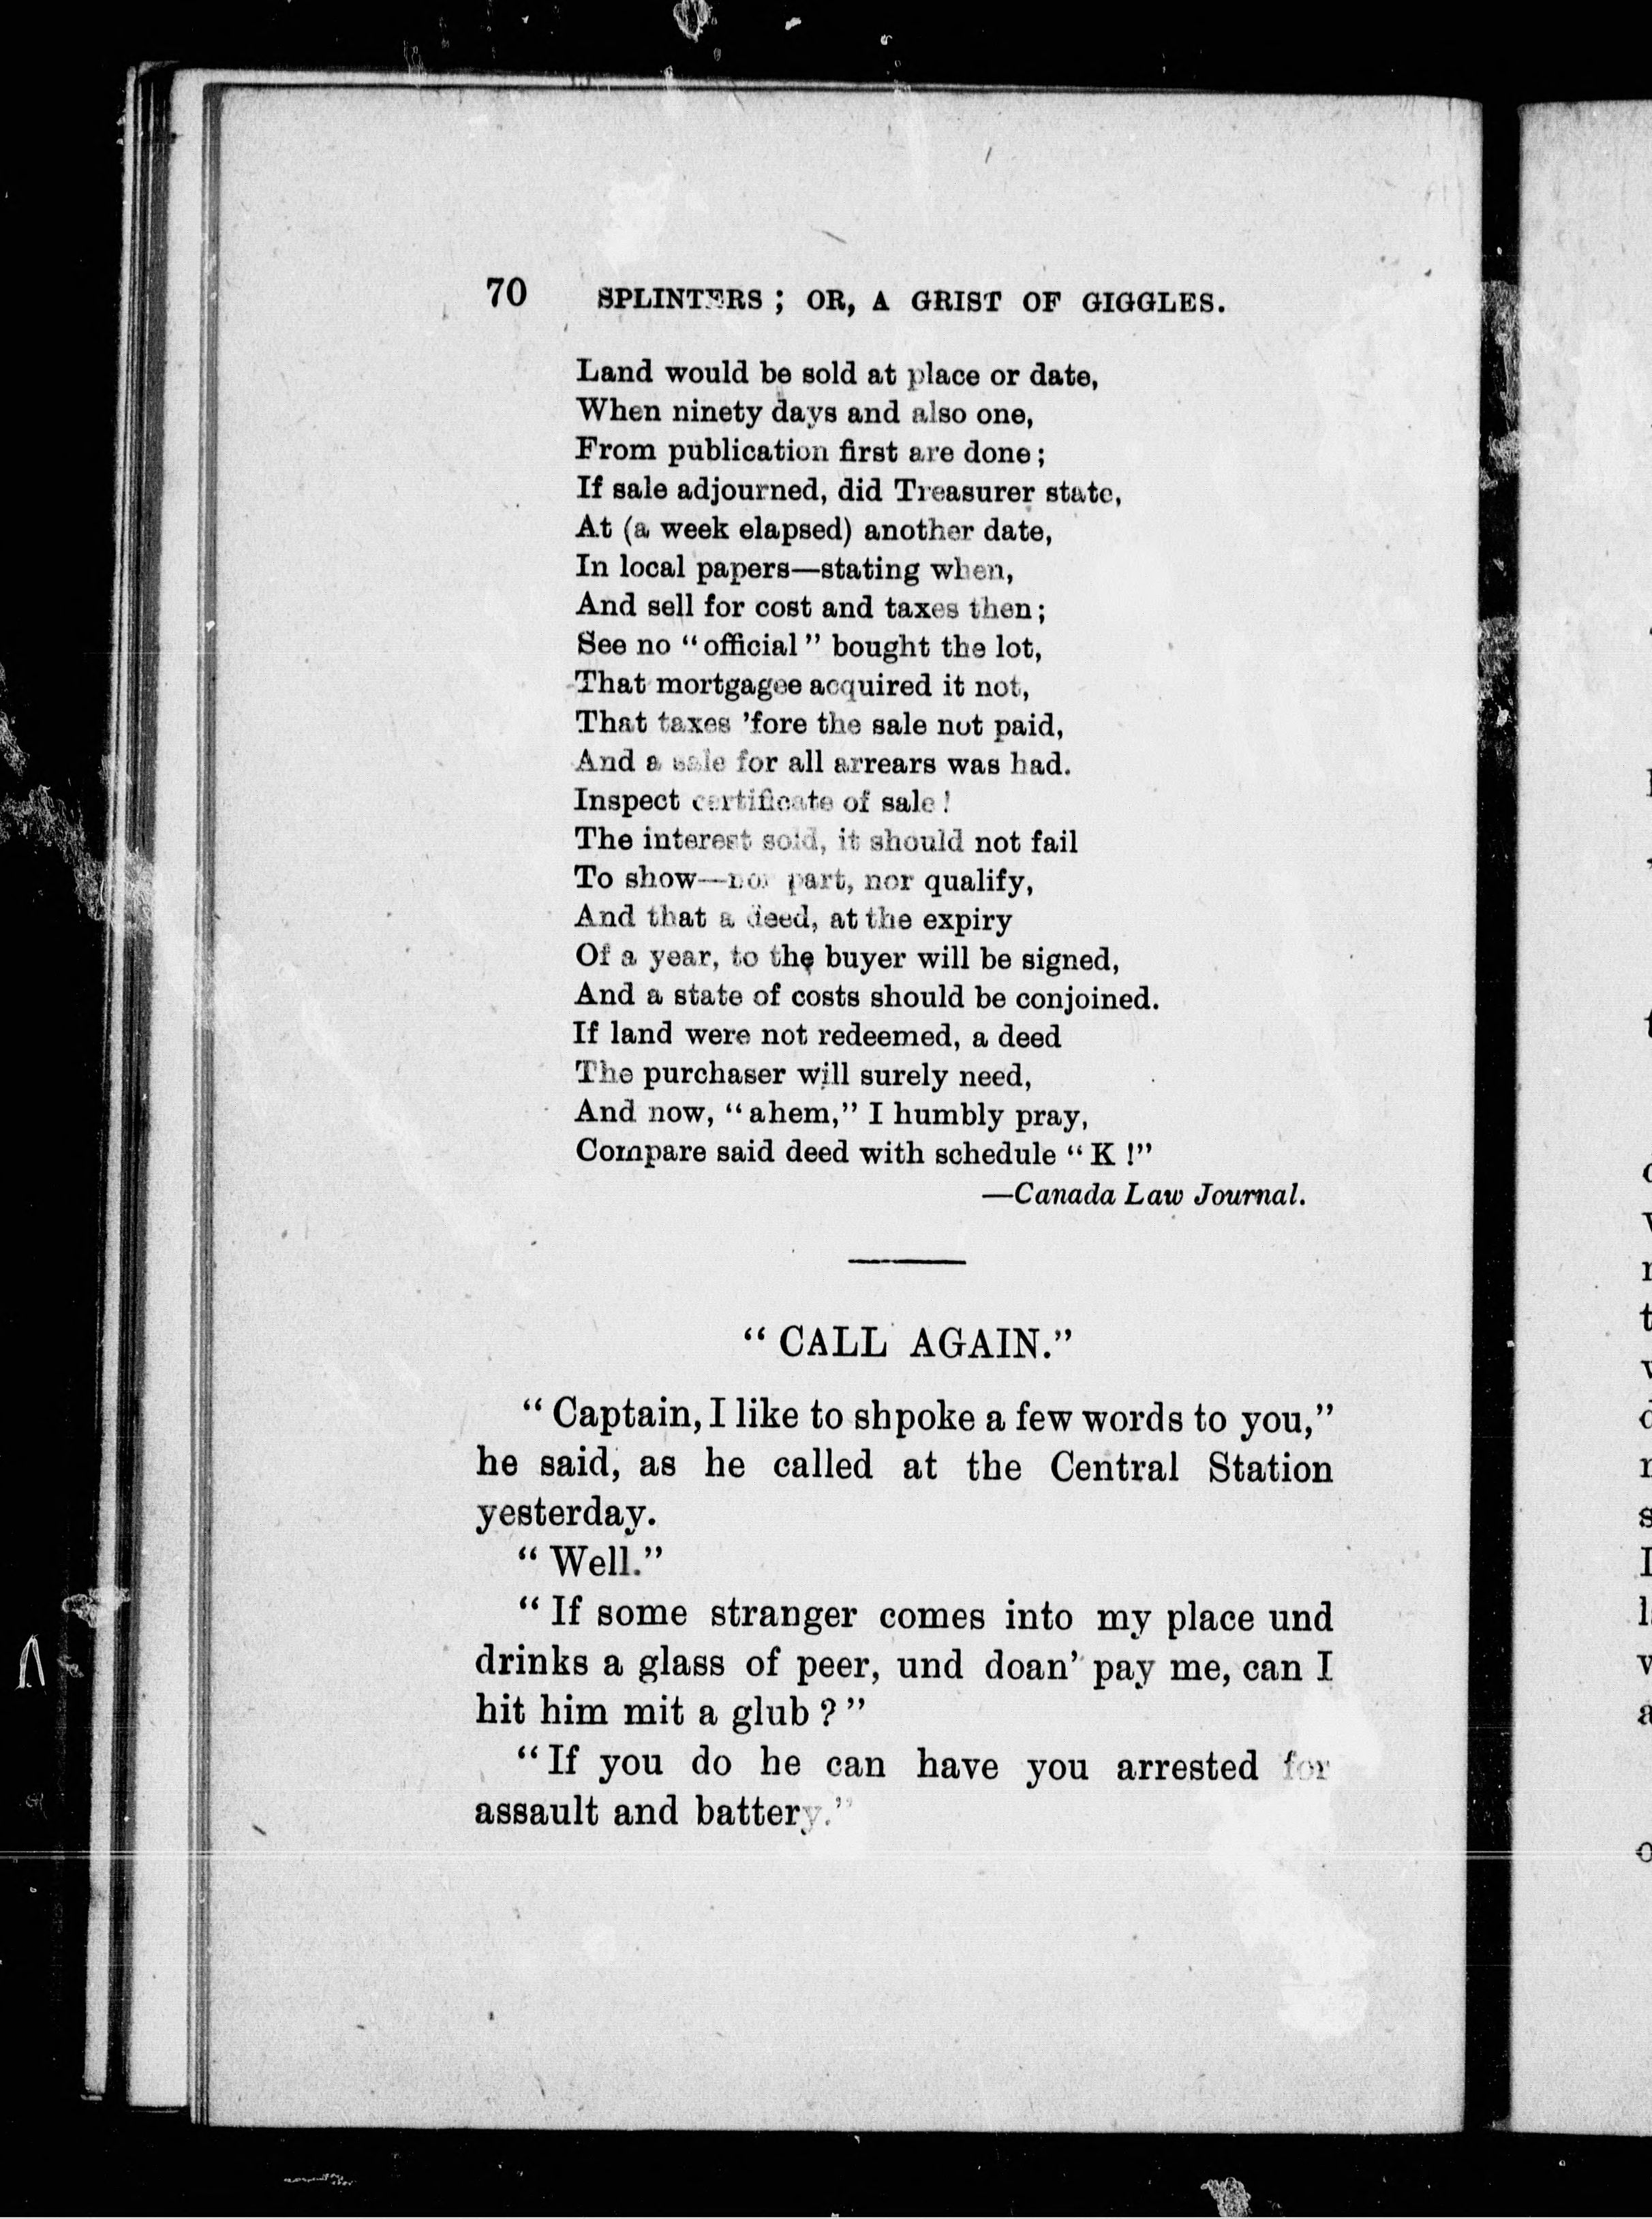 70 SPLINTERS ; OR, A GRIST OF GIGGLES.
Land would be sold at place or date,
When ninety days and also one,
From publication first are done;
If sale adjourned, did Treasurer state,
At (a week elapsed) another date,
In local papers—stating when,
And sell for cost and taxes then;
See no “official” bought the lot,
That mortgagee acquired it not,
That taxes ’fore the sale not paid,
And a sale for all arrears was had.
Inspect certificate of sale!
The interest sold, it should not fail
To show—nor part, nor qualify,
And that a deed, at the expiry
Of a year, to the buyer will be signed,
And a state of costs should be conjoined.
If land were not redeemed, a deed
The purchaser will surely need,
And now, “ahem,” I humbly pray,
Compare said deed with schedule “K !”
—Canada Law Journal.
“CALL AGAIN.”
“Captain, I like to shpoke a few words to you,”
he said, as he called at the Central Station
yesterday.
“Well.”
“If some stranger comes into my place und
drinks a glass of peer, und doan’ pay me, can I
hit him mit a glub?”
“If you do he can have you arrested for
assault and battery.”